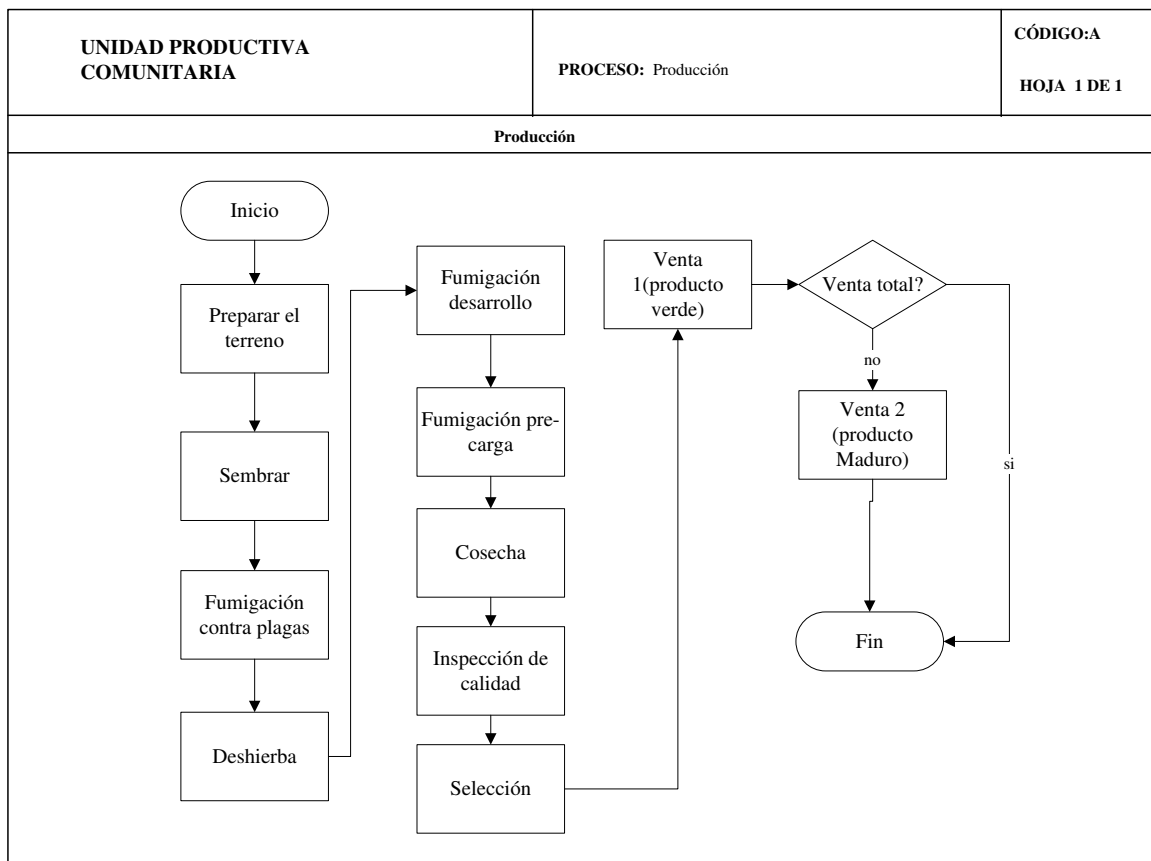 UNIDAD PRODUCTIVA
COMUNITARIA
PROCESO: Producción
CÓDIGO:A
HOJA 1 DE 1
Producción
Inicio
Preparar el
terreno
Sembrar
Fumigación
contra plagas
Deshierba
Fumigación
desarrollo
Fumigación pre-
carga
Cosecha
Inspección de
calidad
Selección
Venta
1(producto
verde)
Venta total?
no
si
Venta 2
(producto
Maduro)
Fin